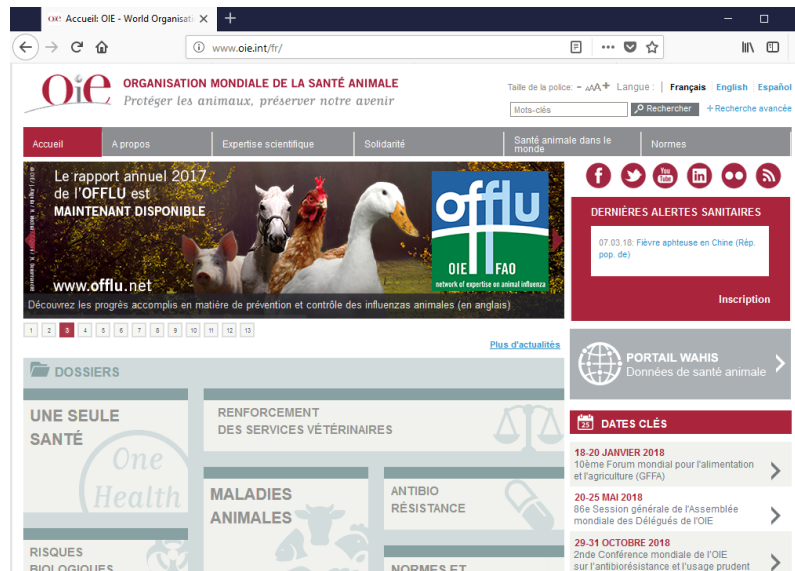 Accueil: OIE - World Organisati
www.oie.int/fr/
Oie
ORGANISATION MONDIALE DE LA SANTÉ ANIMALE
Protéger les animaux, préserver notre avenir
Taille de la police: - AAA + Langue : | Français English Español
Mots-clés
Rechercher
+ Recherche avancée
Accueil
A propos
Expertise scientifique
Solidarité
Santé animale dans le
monde
Normes
Le rapport annuel 2017
de l'OFFLU est
MAINTENANT DISPONIBLE
www.offlu.net
offlu
OIE FAO
network of expertise on animal influenza
Découvrez les progrès accomplis en matière de prévention et contrôle des influenzas animales (en anglais)
1 2 3 4 5 6 7 8 9 10 11 12 13
Plus d'actualités
You
Tube
DERNIÈRES ALERTES SANITAIRES
07.03.18: Fièvre aphteuse en Chine (Rép.
pop. de)
Inscription
PORTAIL WAHIS
Données de santé animale
DOSSIERS
UNE SEULE
SANTÉ
One
Health
RENFORCEMENT
DES SERVICES VÉTÉRINAIRES
MALADIES
ANIMALES
ANTIBIO
RÉSISTANCE
RISQUES
BIOLOGIQUES
NORMES ET
25
DATES CLÉS
18-20 JANVIER 2018
10ème Forum mondial pour l'alimentation
et l'agriculture (GFFA)
20-25 MAI 2018
86e Session générale de l'Assemblée
mondiale des Délégués de l'OIE
29-31 OCTOBRE 2018
2nde Conférence mondiale de l'OIE
sur l'antibiorésistance et l'usage prudent